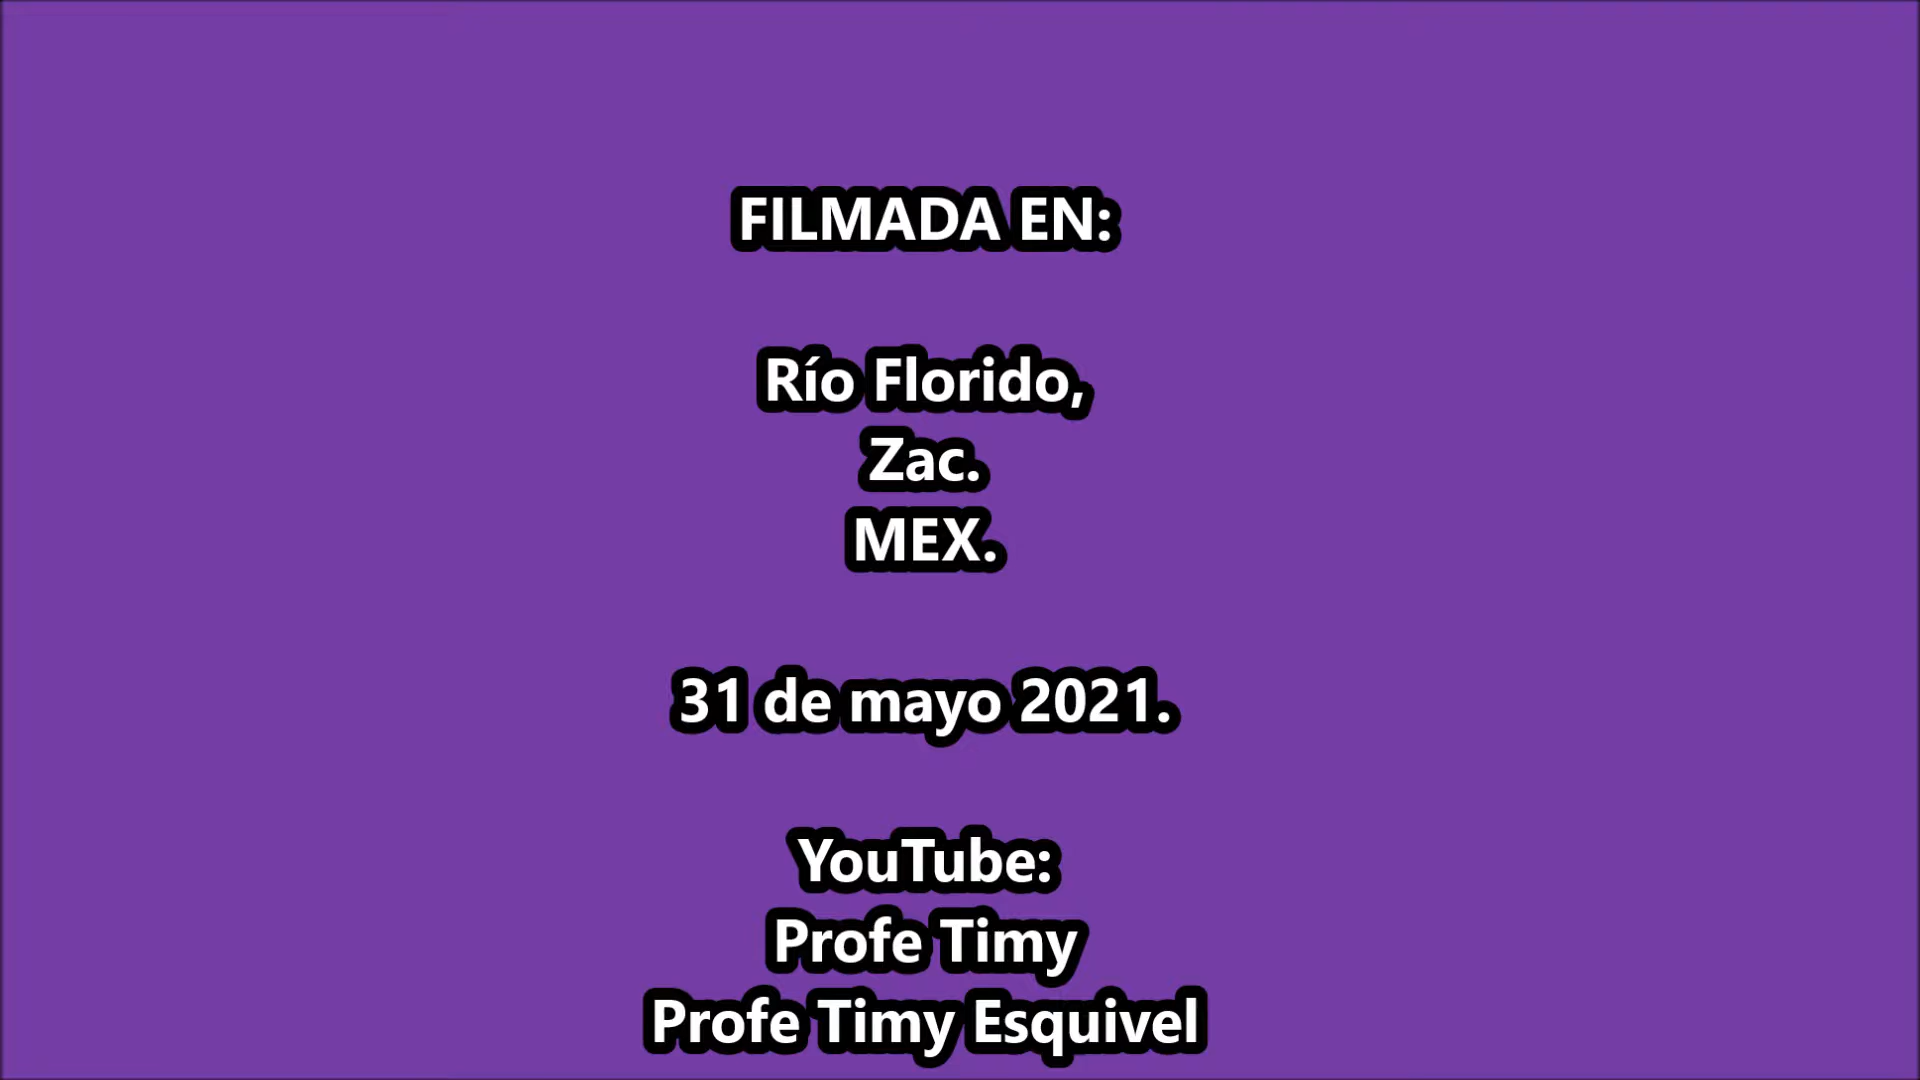 FILMADA EN:
Río Florido,
Zac.
MEX.
31 de mayo 2021.
YouTube:
Profe Timy
Profe Timy Esquivel